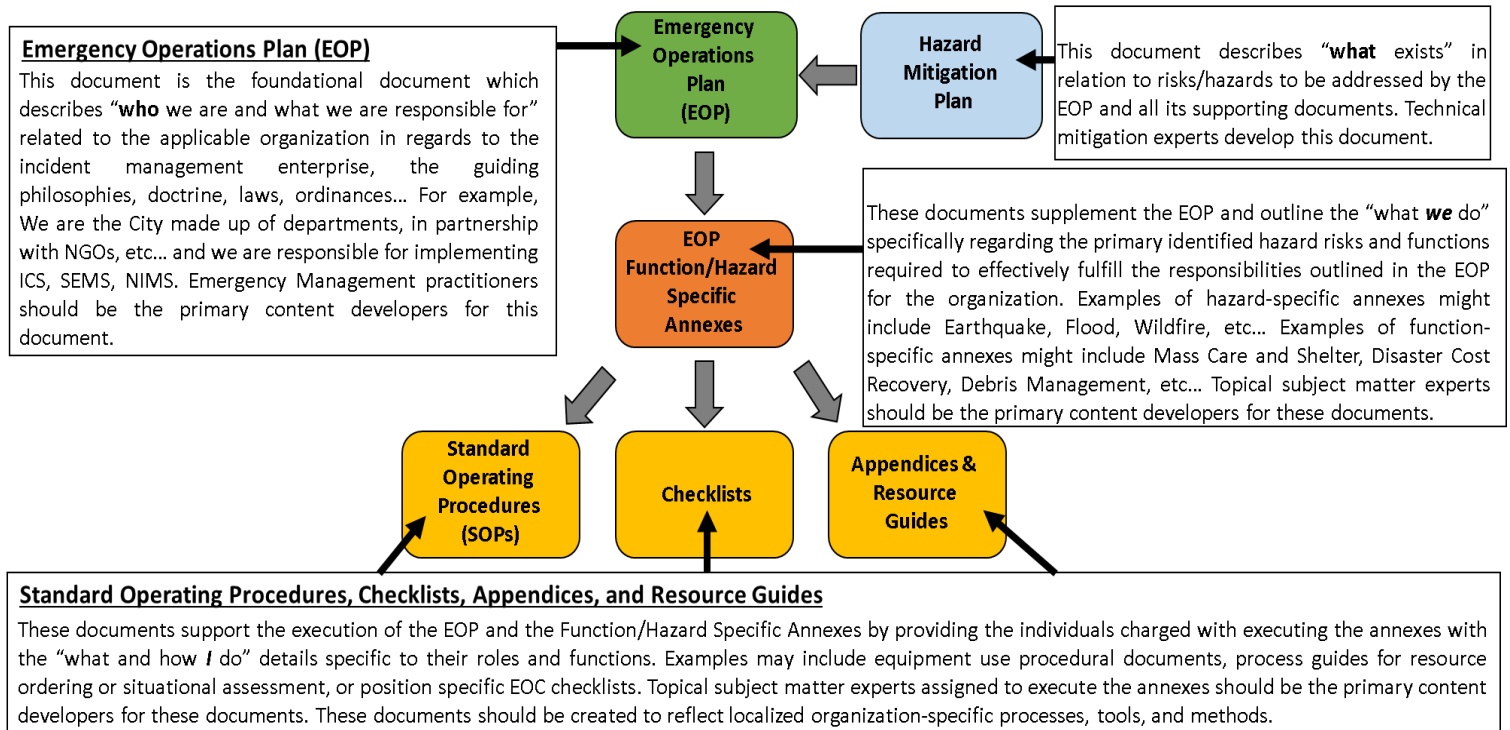 Emergency Operations Plan (EOP)
This document is the foundational document which
describes “who we are and what we are responsible for”
related to the applicable organization in regards to the
incident management enterprise, the guiding
philosophies, doctrine, laws, ordinances... For example,
We are the City made up of departments, in partnership
with NGOs, etc... and we are responsible for implementing
ICS, SEMS, NIMS. Emergency Management practitioners
should be the primary content developers for this
document.
Emergency
Operations
Plan
(EOP)
Hazard
Mitigation
Plan
This document describes “what exists” in
relation to risks/hazards to be addressed by the
EOP and all its supporting documents. Technical
mitigation experts develop this document.
EOP
Function/Hazard
Specific
Annexes
These documents supplement the EOP and outline the “what we do”
specifically regarding the primary identified hazard risks and functions
required to effectively fulfill the responsibilities outlined in the EOP
for the organization. Examples of hazard-specific annexes might
include Earthquake, Flood, Wildfire, etc... Examples of function-
specific annexes might include Mass Care and Shelter, Disaster Cost
Recovery, Debris Management, etc... Topical subject matter experts
should be the primary content developers for these documents.
Standard
Operating
Procedures
(SOPs)
Checklists
Appendices &
Resource
Guides
Standard Operating Procedures, Checklists, Appendices, and Resource Guides
These documents support the execution of the EOP and the Function/Hazard Specific Annexes by providing the individuals charged with executing the annexes with
the “what and how I do” details specific to their roles and functions. Examples may include equipment use procedural documents, process guides for resource
ordering or situational assessment, or position specific EOC checklists. Topical subject matter experts assigned to execute the annexes should be the primary content
developers for these documents. These documents should be created to reflect localized organization-specific processes, tools, and methods.